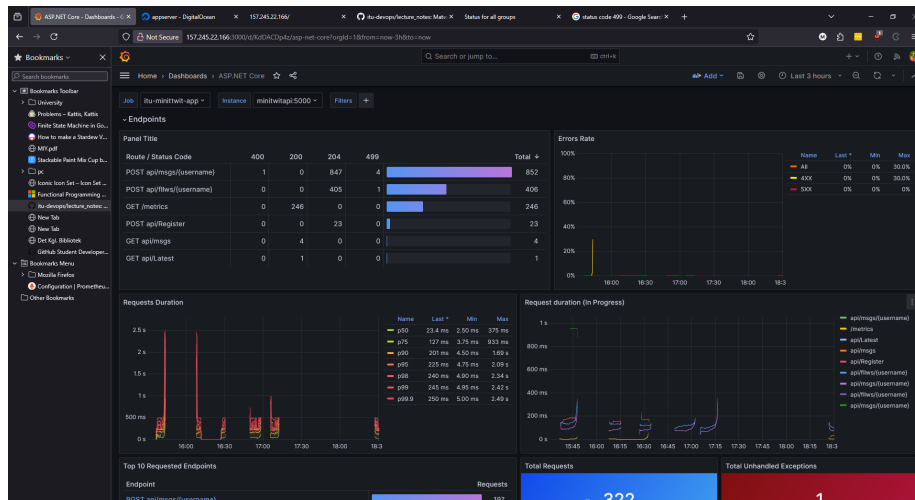 ASP.NET Core - Dashboards - G
appserver - DigitalOcean
157.245.22.166/
itu-devops/lecture_notes: Mate
Status for all groups
status code 499 - Google Searc
Not Secure 157.245.22.166:3000/d/KdDACDp4z/asp-net-core?orgId=1&from=now-3h&to=now
Bookmarks
Search bookmarks
Bookmarks Toolbar
University
Problems – Kattis, Kattis
Finite State Machine in Go...
How to make a Stardew V...
MIY.pdf
Stackable Paint Mix Cup b...
pc
Iconic Icon Set – Icon Set ...
Functional Programming ...
itu-devops/lecture_notes: ...
New Tab
New Tab
Det Kgl. Bibliotek
GitHub Student Developer...
Bookmarks Menu
Mozilla Firefox
Configuration | Prometheu...
Other Bookmarks
Search or jump to...
ctrl+k
Home › Dashboards › ASP.NET Core
Add
Last 3 hours
Job itu-minittwit-app Instance minitwitapi:5000 Filters +
Endpoints
Panel Title
Route / Status Code 400 200 204 499 Total
POST api/msgs/{username} 1 0 847 4 852
POST api/fllws/{username} 0 0 405 1 406
GET /metrics 0 246 0 0 246
POST api/Register 0 0 23 0 23
GET api/msgs 0 4 0 0 4
GET api/Latest 0 1 0 0 1
Errors Rate
100%
80%
60%
40%
20%
0%
16:00 16:30 17:00 17:30 18:00 18:3
Name Last * Min Max
All 0% 0% 30.0%
4XX 0% 0% 30.0%
5XX 0% 0% 0%
Requests Duration
2.5 s
2 s
1.5 s
1 s
500 ms
0 s
16:00 16:30 17:00 17:30 18:00 18:3
Name Last * Min Max
p50 23.4 ms 2.50 ms 375 ms
p75 127 ms 3.75 ms 933 ms
p90 201 ms 4.50 ms 1.69 s
p95 225 ms 4.75 ms 2.09 s
p98 240 ms 4.90 ms 2.34 s
p99 245 ms 4.95 ms 2.42 s
p99.9 250 ms 5.00 ms 2.49 s
Request duration (In Progress)
1 s
800 ms
600 ms
400 ms
200 ms
0 s
15:45 16:00 16:15 16:30 16:45 17:00 17:15 17:30 17:45 18:00 18:15 18:3
api/msgs/{username}
/metrics
api/Latest
api/msgs
api/Register
api/fllws/{username}
api/msgs/{username}
api/fllws/{username}
api/msgs/{username}
Top 10 Requested Endpoints
Endpoint Requests
POST api/msgs/{username} 197
Total Requests
322
Total Unhandled Exceptions
1